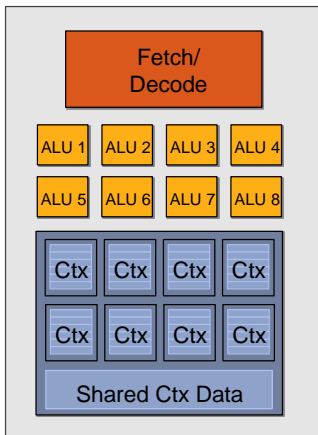 Fetch/
Decode
ALU 1 ALU 2 ALU 3 ALU 4
ALU 5 ALU 6 ALU 7 ALU 8
Ctx Ctx Ctx Ctx
Ctx Ctx Ctx Ctx
Shared Ctx Data